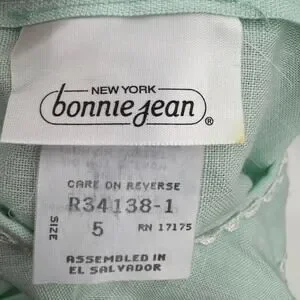 NEW YORK
bonnie jean ®
CARE ON REVERSE
R34138-1
SIZE 5 RN 17175
ASSEMBLED IN
EL SALVADOR